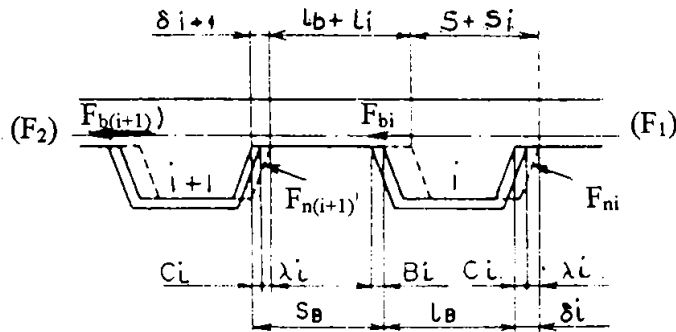 δi+1 lb+li S+Si
(F₂) Fb(i+1)) Fbi (F₁)
i+1 i
Fn(i+1)' Fni
Ci λi Bi Ci λi
SB lB δi